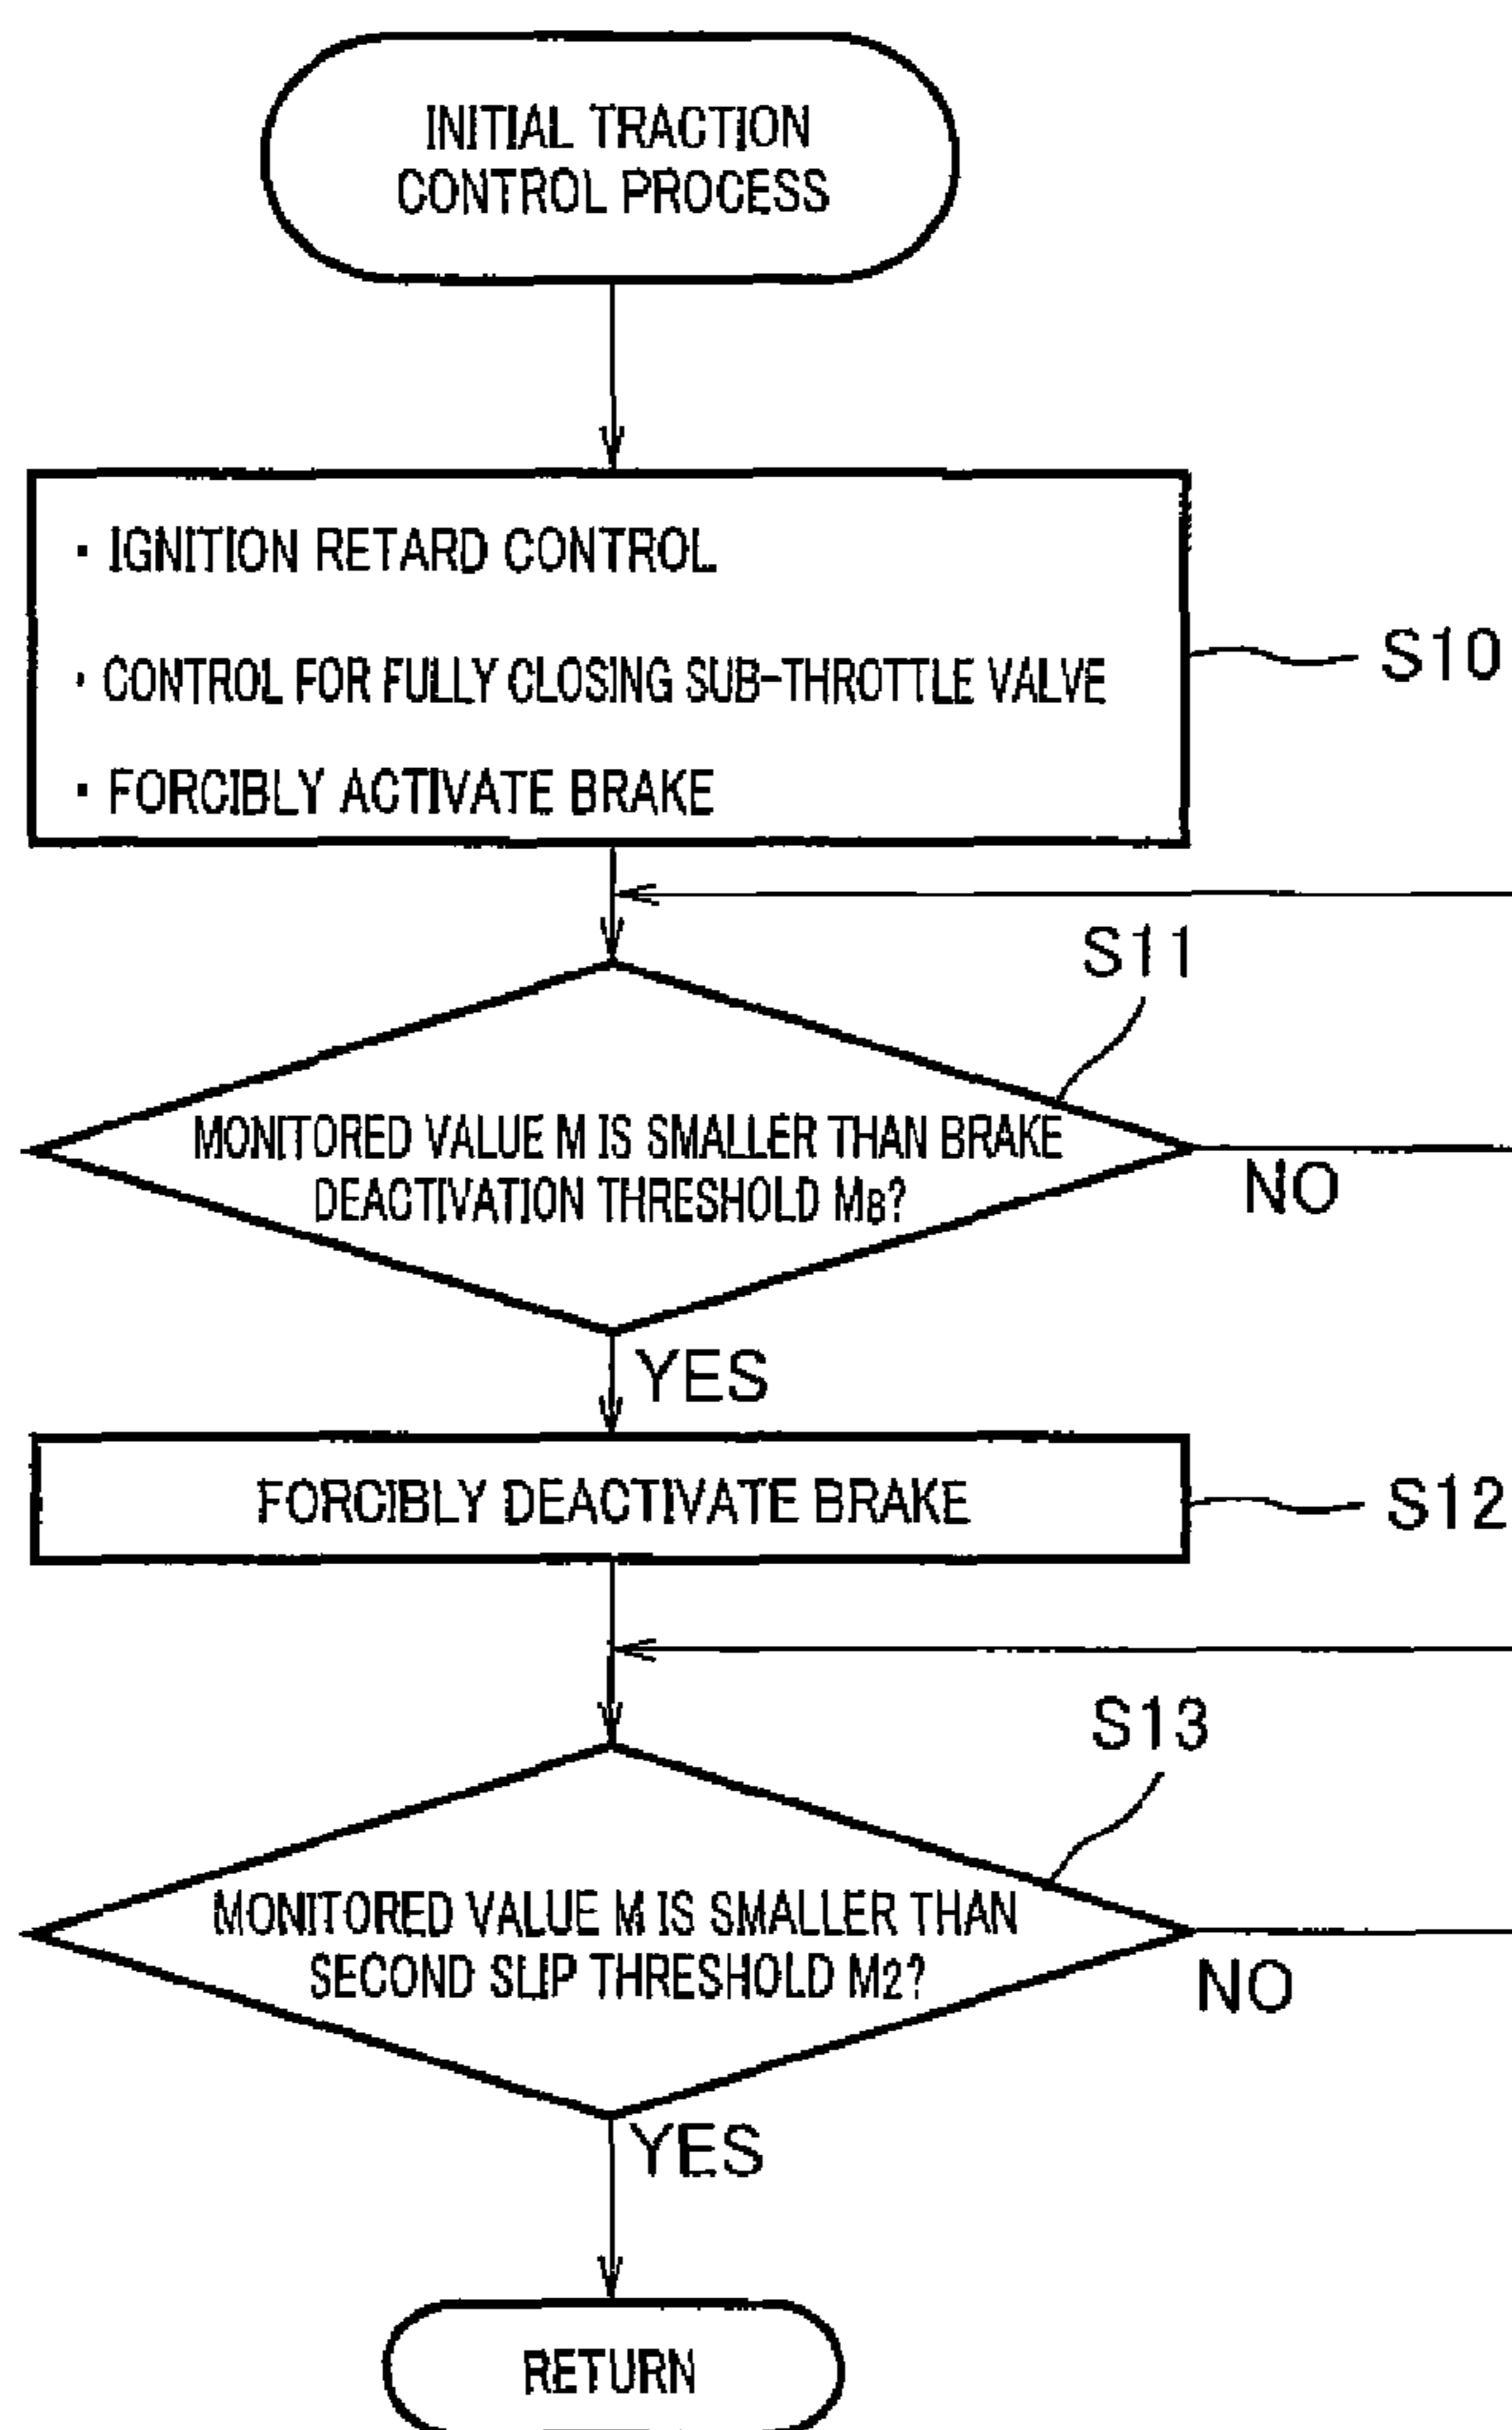 INITIAL TRACTION
CONTROL PROCESS
· IGNITION RETARD CONTROL
· CONTROL FOR FULLY CLOSING SUB-THROTTLE VALVE
· FORCIBLY ACTIVATE BRAKE
S10
S11
MONITORED VALUE M IS SMALLER THAN BRAKE
DEACTIVATION THRESHOLD MB?
NO
YES
FORCIBLY DEACTIVATE BRAKE
S12
S13
MONITORED VALUE M IS SMALLER THAN
SECOND SLIP THRESHOLD M2?
NO
YES
RETURN